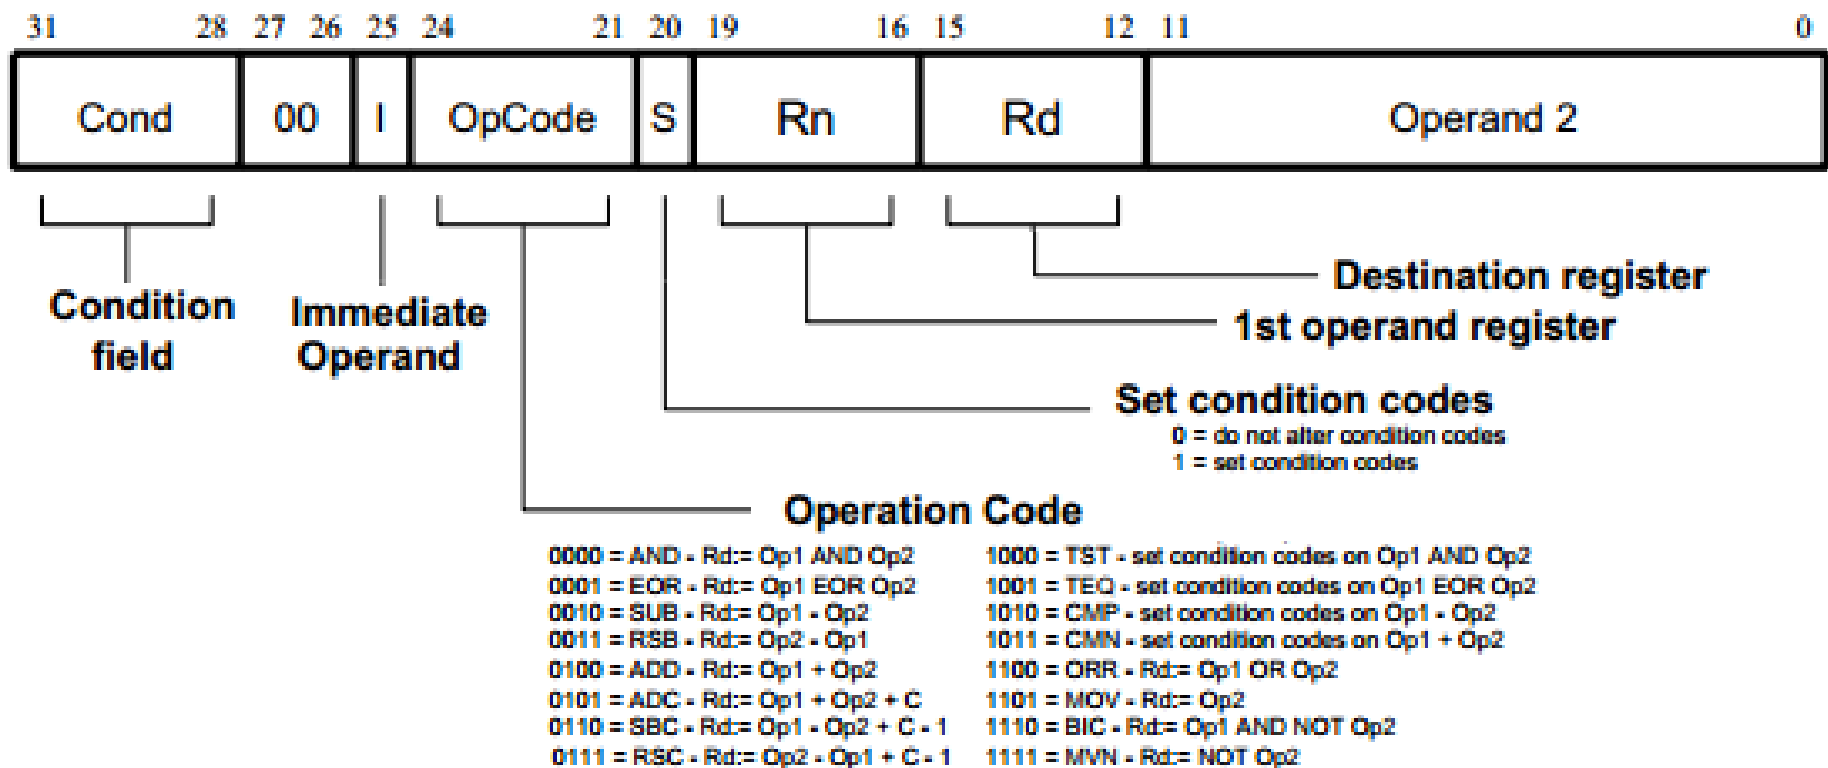 31 28 27 26 25 24 21 20 19 16 15 12 11 0
Cond 00 I OpCode S Rn Rd Operand 2
Destination register
Condition field
Immediate Operand
1st operand register
Set condition codes
0 = do not alter condition codes
1 = set condition codes
Operation Code
0000 = AND - Rd:= Op1 AND Op2
0001 = EOR - Rd:= Op1 EOR Op2
0010 = SUB - Rd:= Op1 - Op2
0011 = RSB - Rd:= Op2 - Op1
0100 = ADD - Rd:= Op1 + Op2
0101 = ADC - Rd:= Op1 + Op2 + C
0110 = SBC - Rd:= Op1 - Op2 + C - 1
0111 = RSC - Rd:= Op2 - Op1 + C - 1
1000 = TST - set condition codes on Op1 AND Op2
1001 = TEQ - set condition codes on Op1 EOR Op2
1010 = CMP - set condition codes on Op1 - Op2
1011 = CMN - set condition codes on Op1 + Op2
1100 = ORR - Rd:= Op1 OR Op2
1101 = MOV - Rd:= Op2
1110 = BIC - Rd:= Op1 AND NOT Op2
1111 = MVN - Rd:= NOT Op2